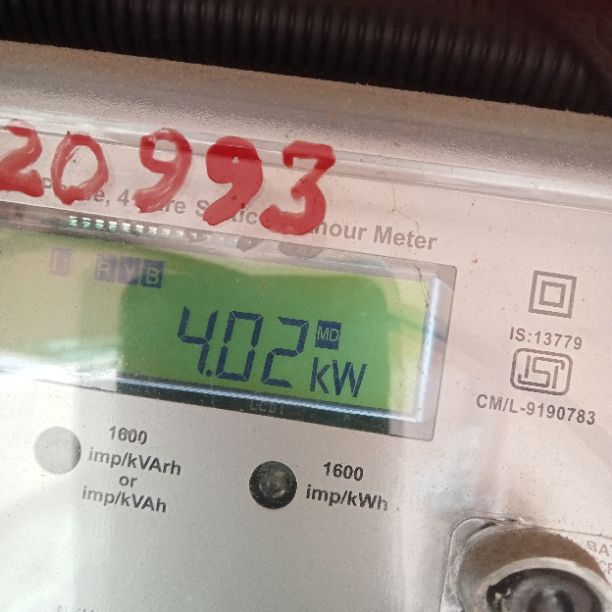 20993
hour Meter
R Y B
4.02 MD kW
IS:13779
ISI
CM/L-9190783
1600
imp/kVArh
or
imp/kVAh
1600
imp/kWh